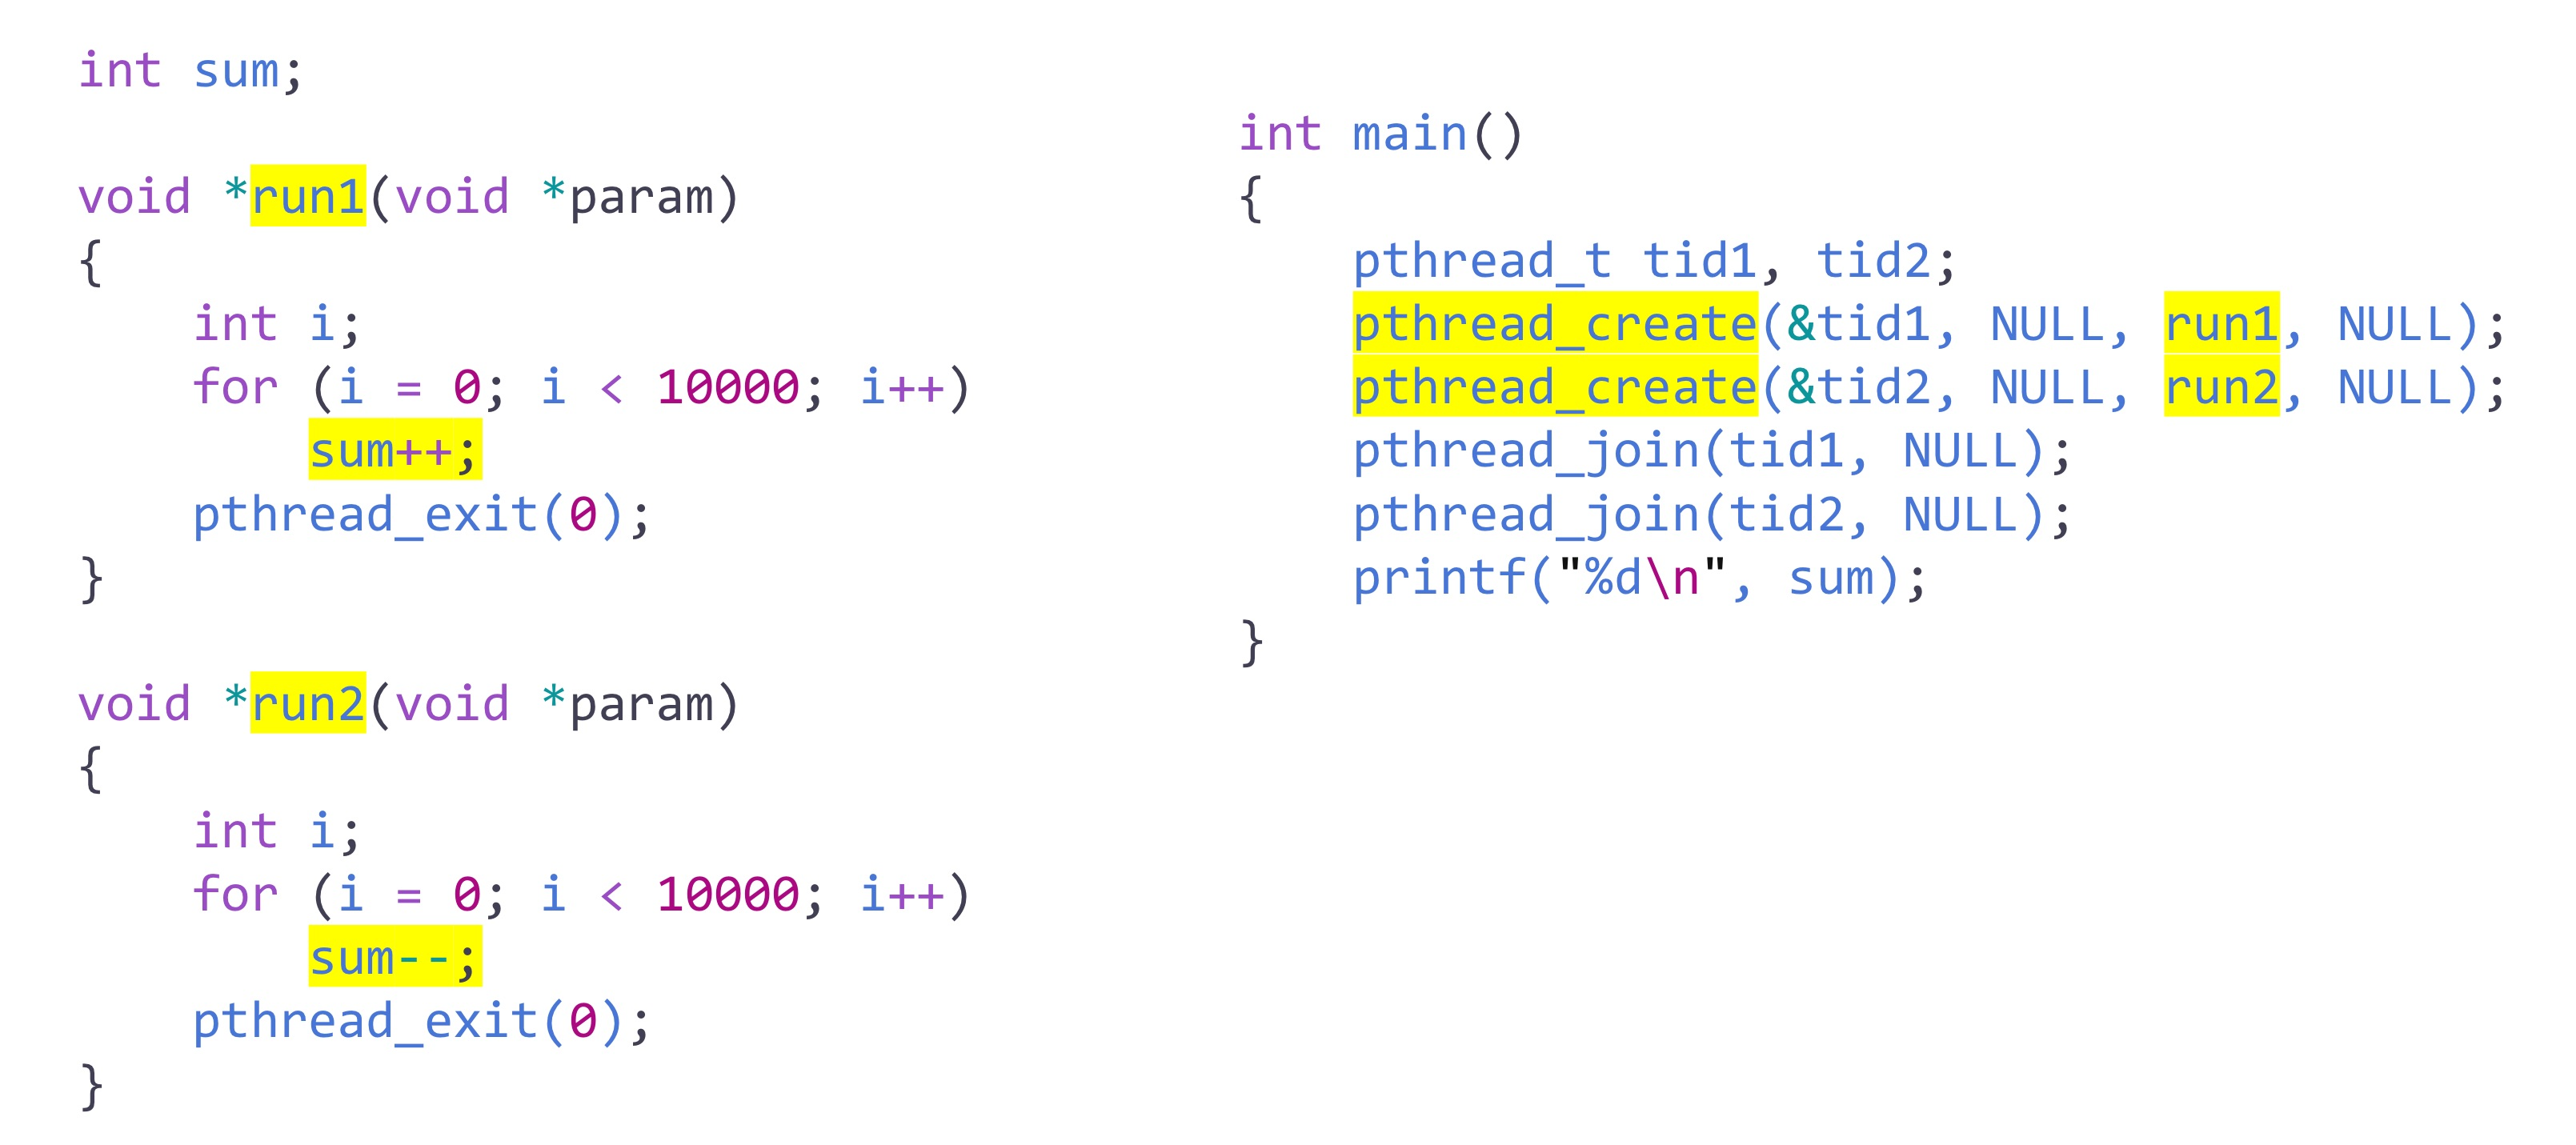 int sum;
void *run1(void *param)
{
    int i;
    for (i = 0; i < 10000; i++)
        sum++;
    pthread_exit(0);
}
void *run2(void *param)
{
    int i;
    for (i = 0; i < 10000; i++)
        sum--;
    pthread_exit(0);
}
int main()
{
    pthread_t tid1, tid2;
    pthread_create(&tid1, NULL, run1, NULL);
    pthread_create(&tid2, NULL, run2, NULL);
    pthread_join(tid1, NULL);
    pthread_join(tid2, NULL);
    printf("%d\n", sum);
}